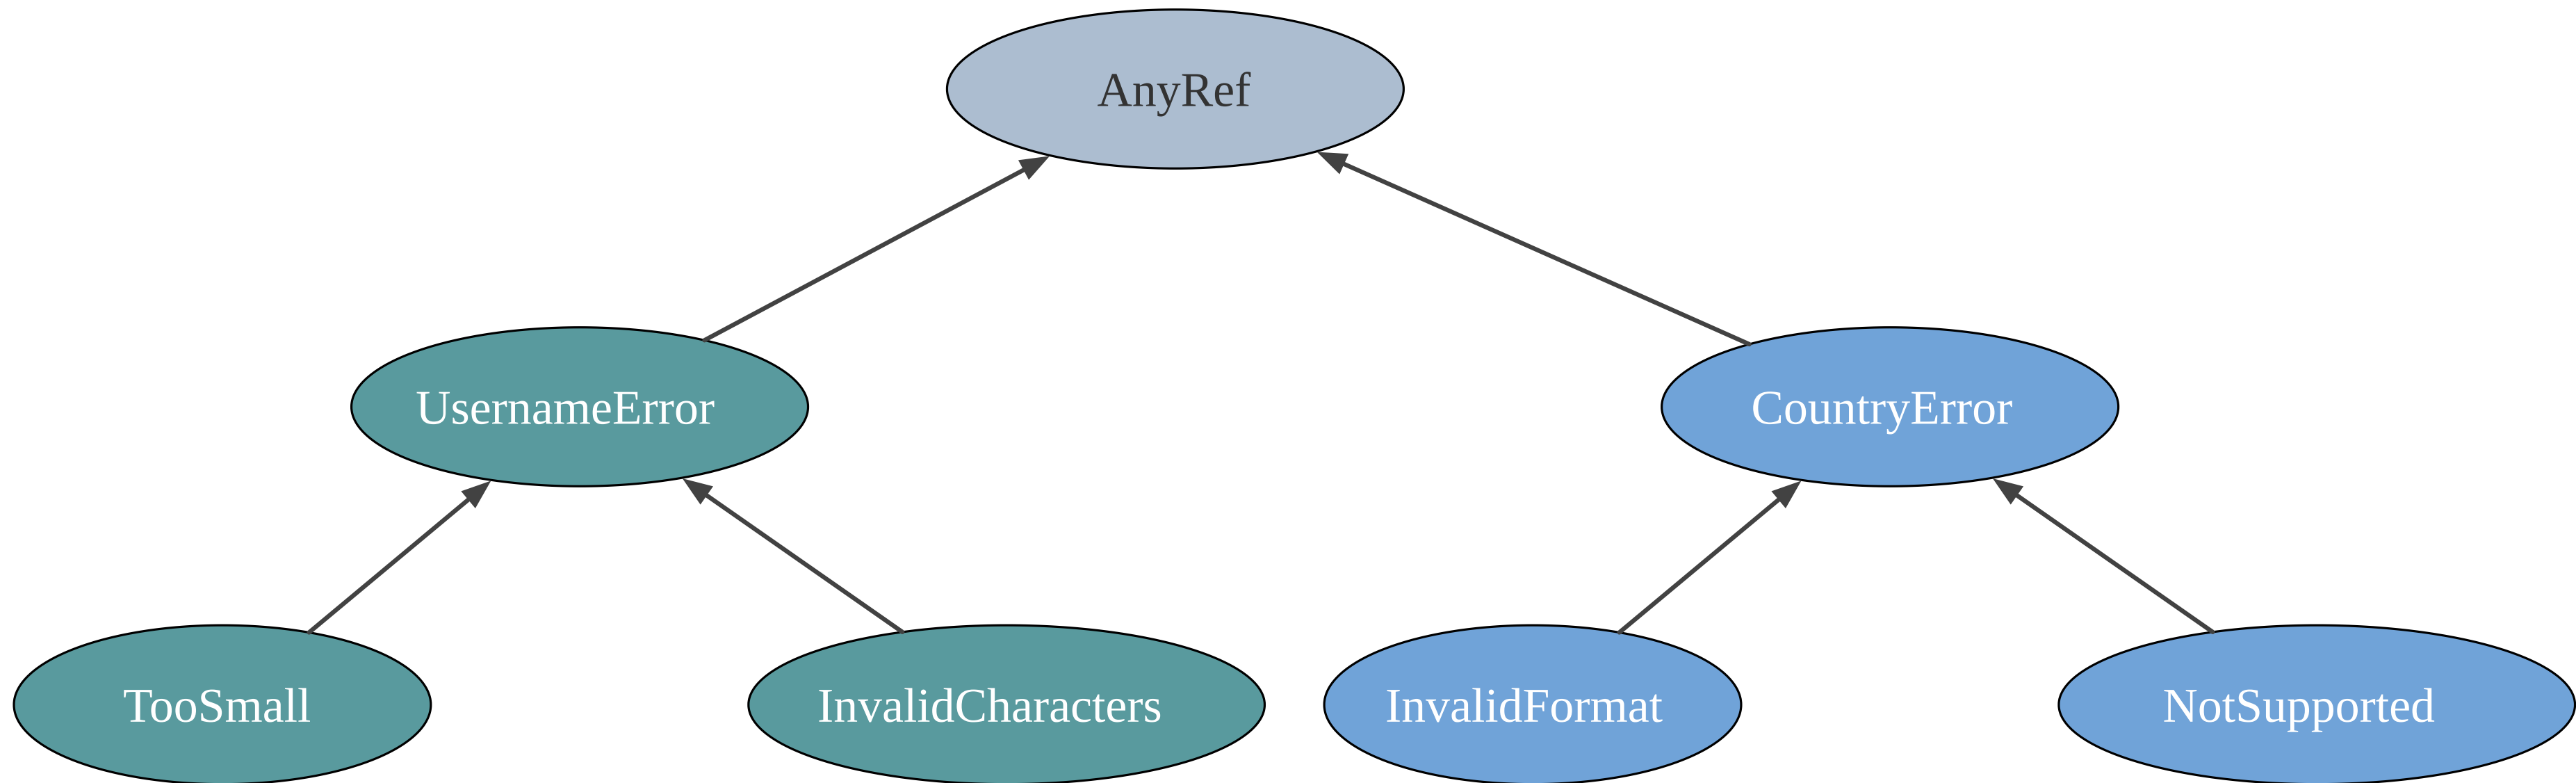 AnyRef
UsernameError
CountryError
TooSmall
InvalidCharacters
InvalidFormat
NotSupported